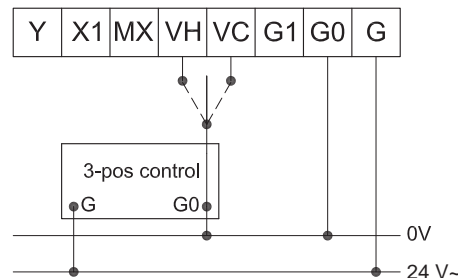 Y X1 MX VH VC G1 G0 G
3-pos control
G G0
0V
24 V~